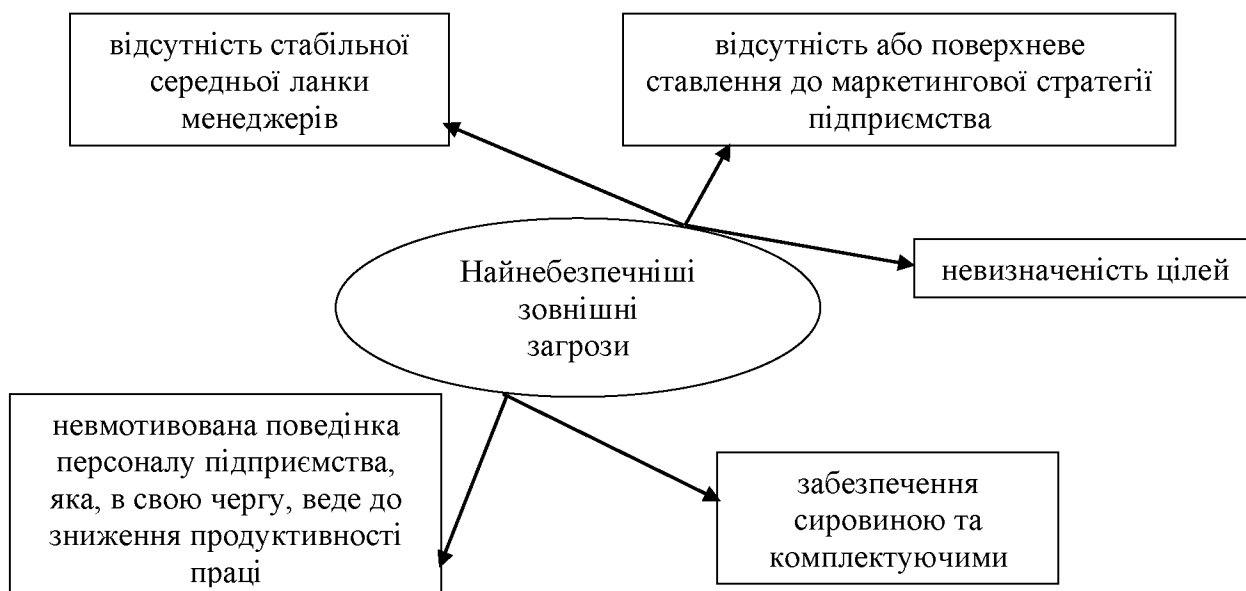 відсутність стабільної
середньої ланки
менеджерів
відсутність або поверхневе
ставлення до маркетингової стратегії
підприємства
Найнебезпечніші
зовнішні
загрози
невизначеність цілей
невмотивована поведінка
персоналу підприємства,
яка, в свою чергу, веде до
зниження продуктивності
праці
забезпечення
сировиною та
комплектуючими